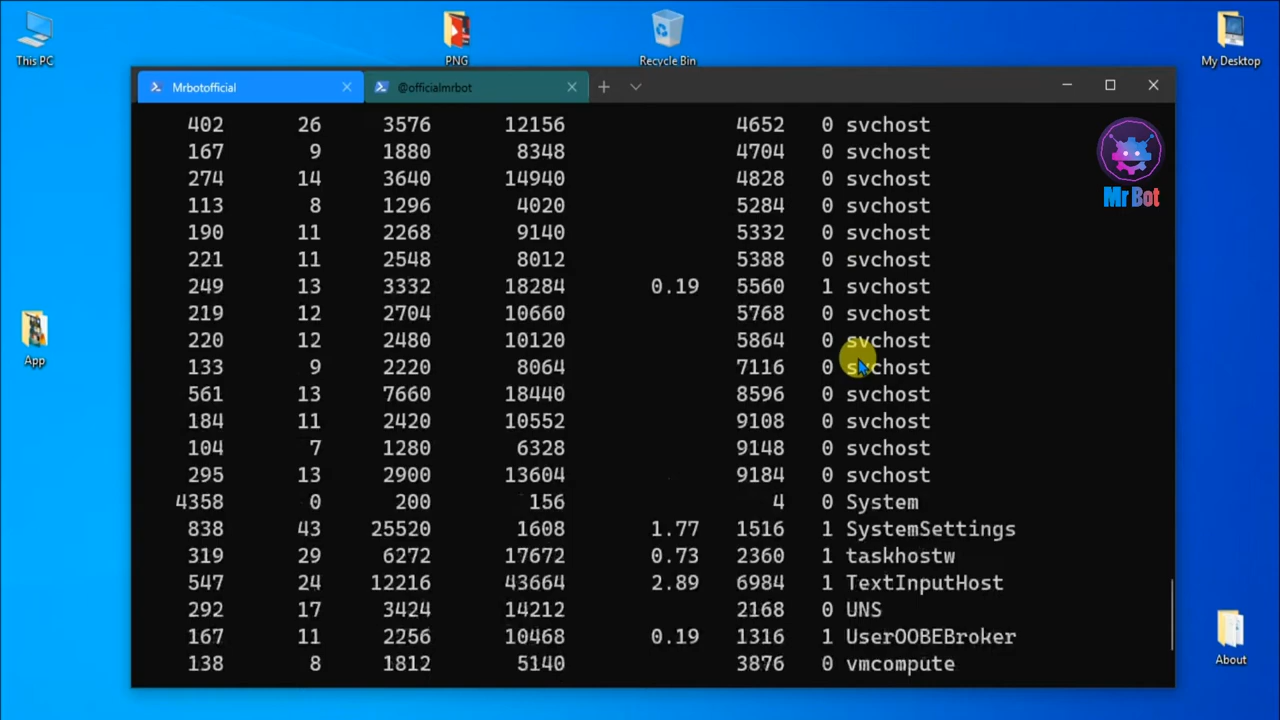 This PC
PNG
Recycle Bin
My Desktop
Mrbotofficial
@officialmrbot
402 26 3576 12156 4652 0 svchost
167 9 1880 8348 4704 0 svchost
274 14 3640 14940 4828 0 svchost
113 8 1296 4020 5284 0 svchost
190 11 2268 9140 5332 0 svchost
221 11 2548 8012 5388 0 svchost
249 13 3332 18284 0.19 5560 1 svchost
219 12 2704 10660 5768 0 svchost
220 12 2480 10120 5864 0 svchost
133 9 2220 8064 7116 0 svchost
561 13 7660 18440 8596 0 svchost
184 11 2420 10552 9108 0 svchost
104 7 1280 6328 9148 0 svchost
295 13 2900 13604 9184 0 svchost
4358 0 200 156 4 0 System
838 43 25520 1608 1.77 1516 1 SystemSettings
319 29 6272 17672 0.73 2360 1 taskhostw
547 24 12216 43664 2.89 6984 1 TextInputHost
292 17 3424 14212 2168 0 UNS
167 11 2256 10468 0.19 1316 1 UserOOBEBroker
138 8 1812 5140 3876 0 vmcompute
Mr Bot
App
About